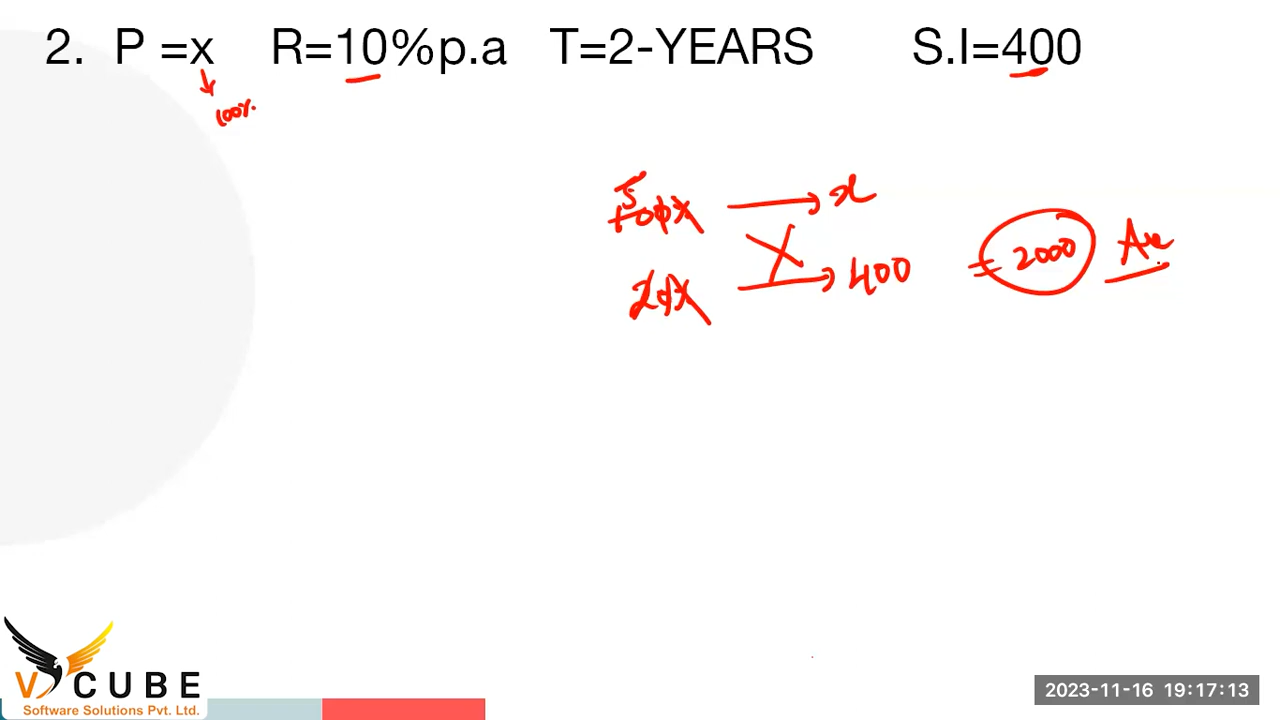 2. P =x R=10%p.a T=2-YEARS S.I=400
100%
5
100% → x
20% → 400 = 2000 Ans
V CUBE
Software Solutions Pvt. Ltd.
2023-11-16 19:17:13